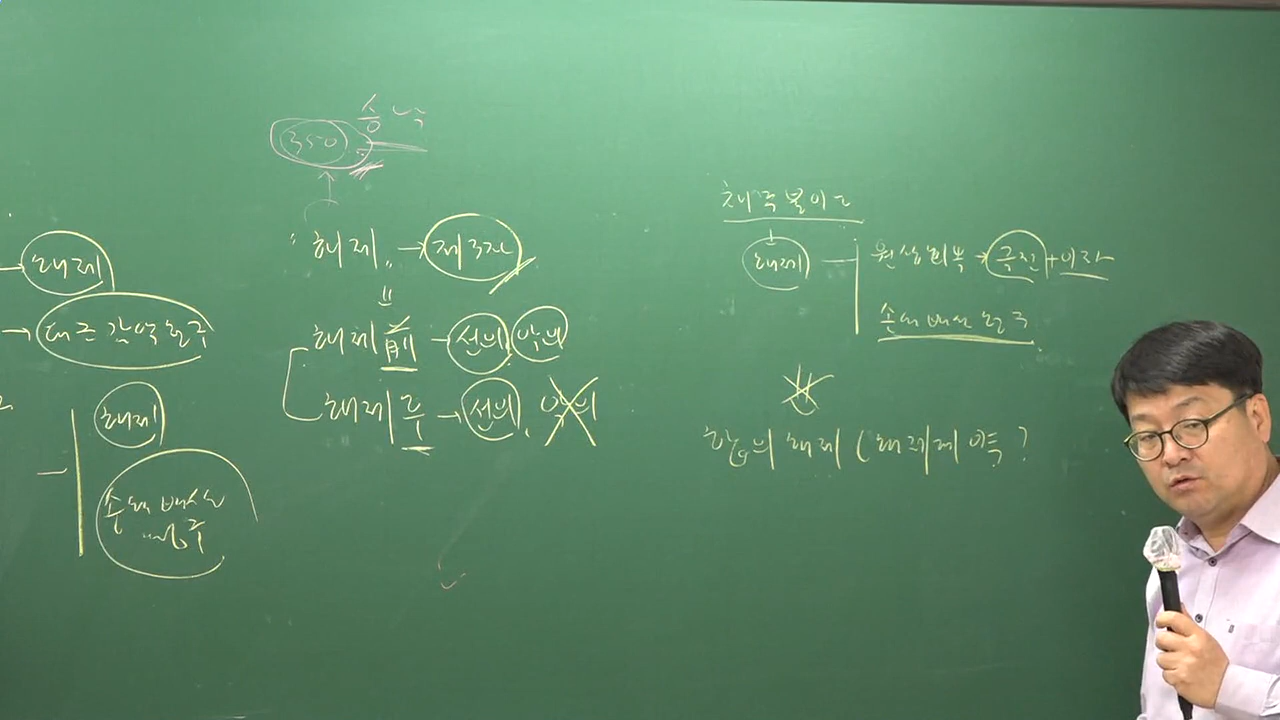 해제
대금감액청구
해제
손해배상
청구
350 승낙
"해제" → 제3자
해제 前 - 선의 악의
해제 후 → 선의, 악의
채무불이행
해제 - 원상회복 → 금전 + 이자
손해배상청구
합의해제 (해제계약 ?